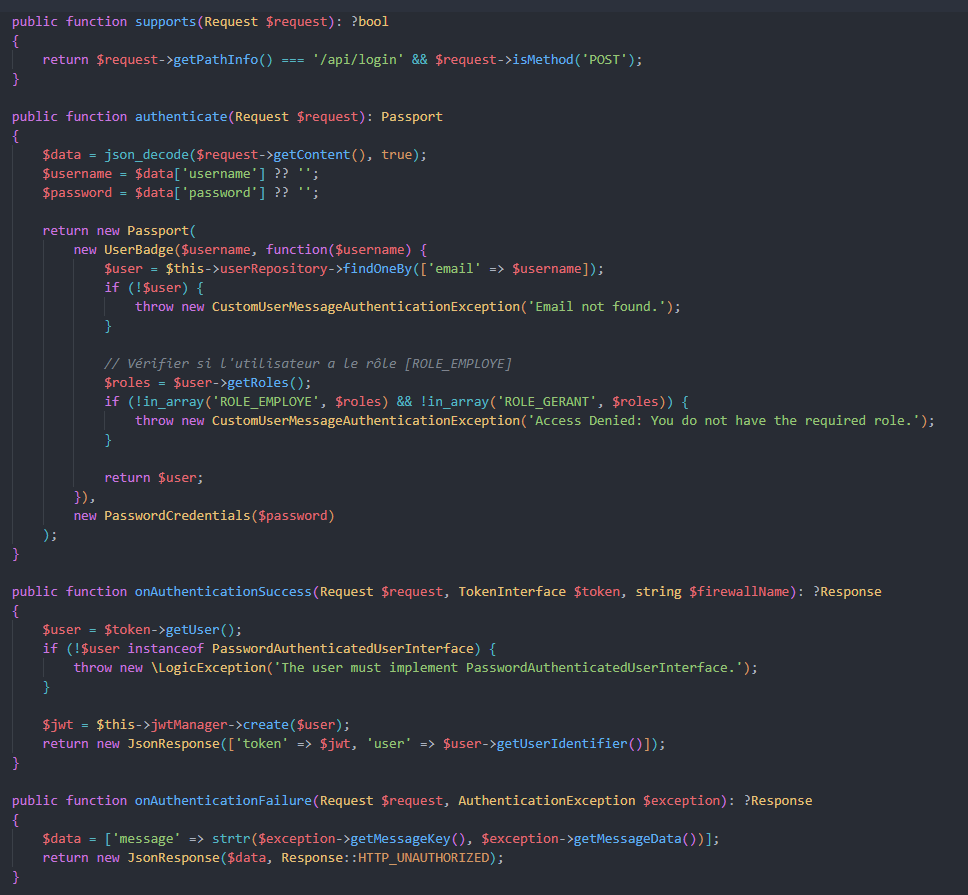 public function supports(Request $request): ?bool
{
    return $request->getPathInfo() === '/api/login' && $request->isMethod('POST');
}

public function authenticate(Request $request): Passport
{
    $data = json_decode($request->getContent(), true);
    $username = $data['username'] ?? '';
    $password = $data['password'] ?? '';

    return new Passport(
        new UserBadge($username, function($username) {
            $user = $this->userRepository->findOneBy(['email' => $username]);
            if (!$user) {
                throw new CustomUserMessageAuthenticationException('Email not found.');
            }

            // Vérifier si l'utilisateur a le rôle [ROLE_EMPLOYE]
            $roles = $user->getRoles();
            if (!in_array('ROLE_EMPLOYE', $roles) && !in_array('ROLE_GERANT', $roles)) {
                throw new CustomUserMessageAuthenticationException('Access Denied: You do not have the required role.');
            }

            return $user;
        }),
        new PasswordCredentials($password)
    );
}

public function onAuthenticationSuccess(Request $request, TokenInterface $token, string $firewallName): ?Response
{
    $user = $token->getUser();
    if (!$user instanceof PasswordAuthenticatedUserInterface) {
        throw new \LogicException('The user must implement PasswordAuthenticatedUserInterface.');
    }

    $jwt = $this->jwtManager->create($user);
    return new JsonResponse(['token' => $jwt, 'user' => $user->getUserIdentifier()]);
}

public function onAuthenticationFailure(Request $request, AuthenticationException $exception): ?Response
{
    $data = ['message' => strtr($exception->getMessageKey(), $exception->getMessageData())];
    return new JsonResponse($data, Response::HTTP_UNAUTHORIZED);
}